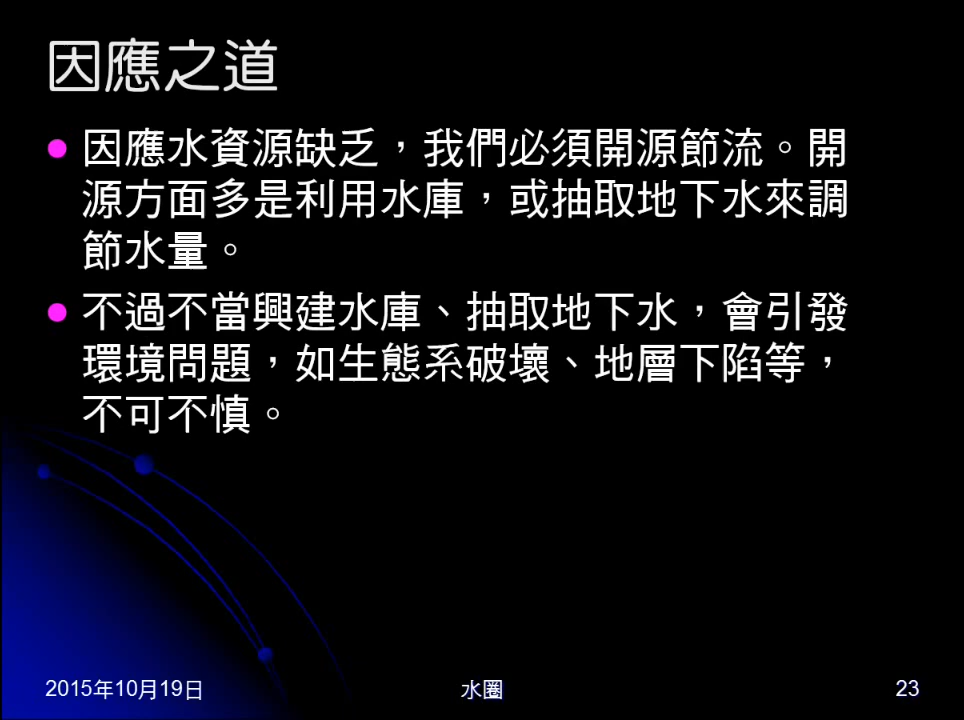 因應之道
因應水資源缺乏，我們必須開源節流。開
源方面多是利用水庫，或抽取地下水來調
節水量。
不過不當興建水庫、抽取地下水，會引發
環境問題，如生態系破壞、地層下陷等，
不可不慎。
2015年10月19日
水圈
23